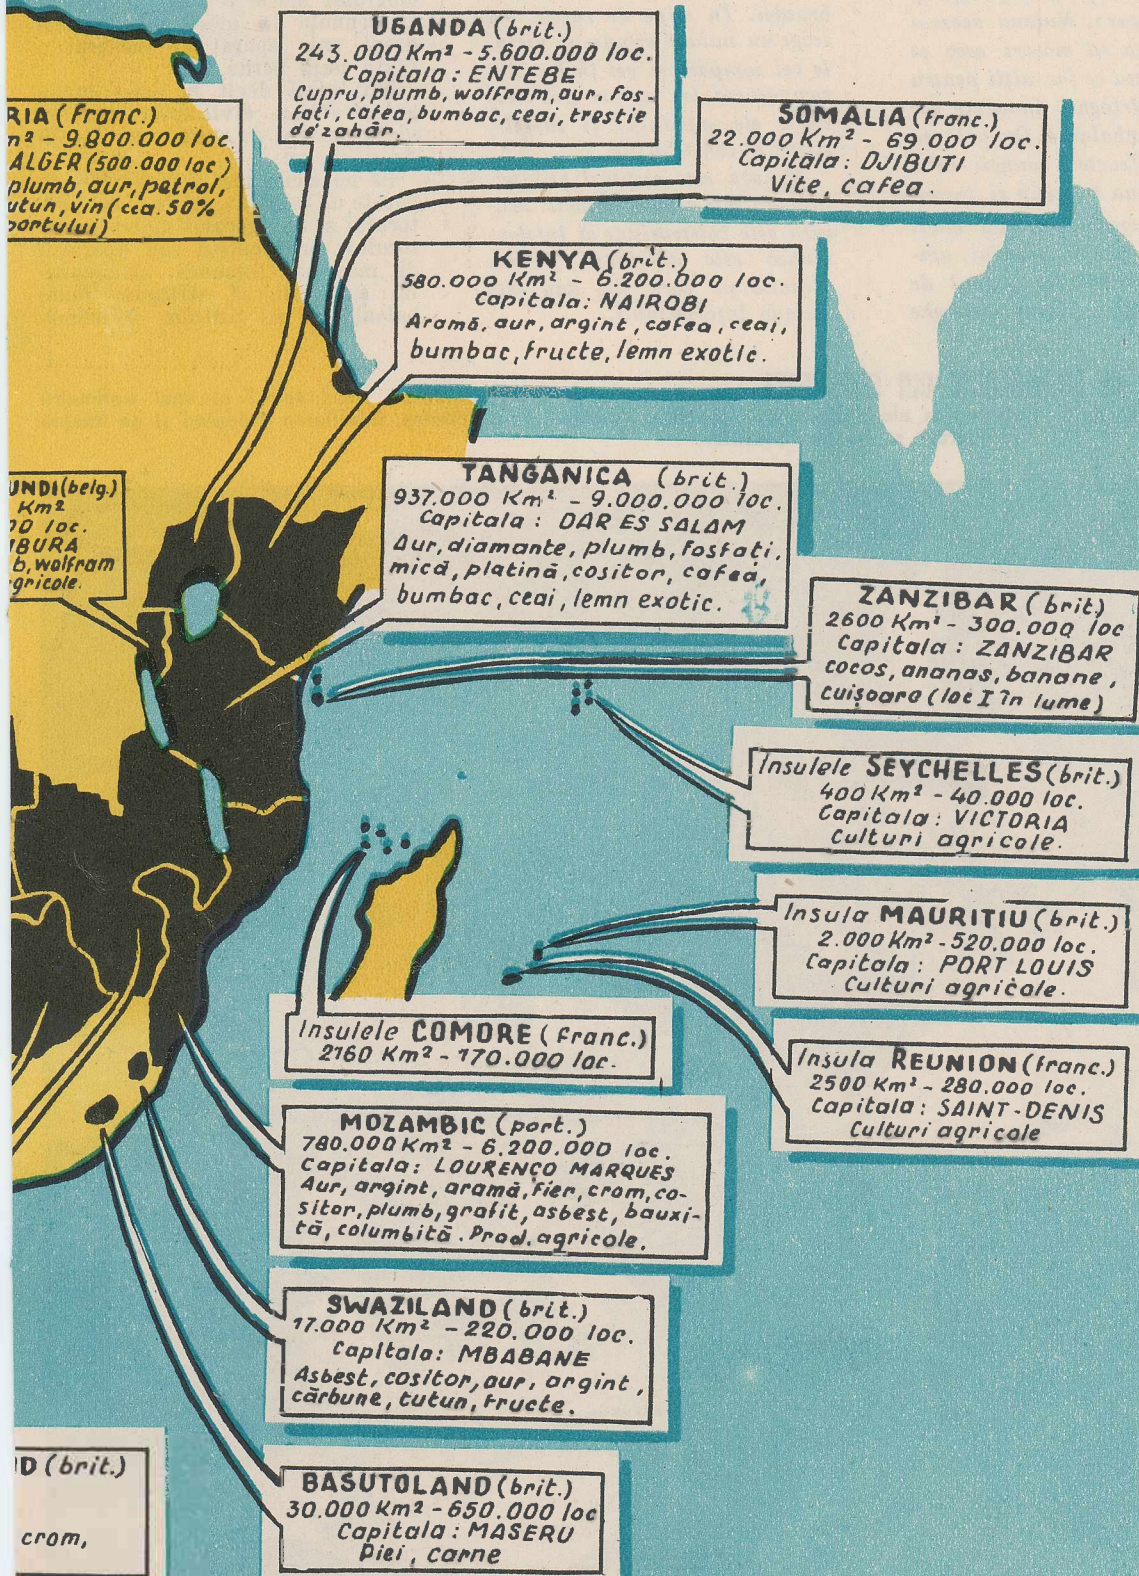 UGANDA (brit.)
243.000 Km² - 5.600.000 loc.
Capitala: ENTEBE
Cupru, plumb, wolfram, aur, fos-
fați, cafea, bumbac, ceai, trestie
de zahăr.
RIA (franc.)
m² - 9.800.000 loc.
ALGER (500.000 loc)
plumb, aur, petrol,
utun, vin (cca. 50%
portului)
SOMALIA (franc.)
22.000 Km² - 69.000 loc.
Capitala: DJIBUTI
Vite, cafea.
KENYA (brit.)
580.000 Km² - 6.200.000 loc.
Capitala: NAIROBI
Aramă, aur, argint, cafea, ceai,
bumbac, fructe, lemn exotic.
TANGANICA (brit.)
937.000 Km² - 9.000.000 loc.
Capitala: DAR ES SALAM
Aur, diamante, plumb, fosfați,
mică, platină, cositor, cafea,
bumbac, ceai, lemn exotic.
UNDI (belg.)
Km²
00 loc.
IBURA
b, wolfram
gricole.
ZANZIBAR (brit)
2600 Km² - 300.000 loc
Capitala: ZANZIBAR
cocos, ananas, banane,
cuișoare (loc I în lume)
Insulele SEYCHELLES (brit.)
400 Km² - 40.000 loc.
Capitala: VICTORIA
Culturi agricole.
Insula MAURITIU (brit.)
2.000 Km² - 520.000 loc.
Capitala: PORT LOUIS
Culturi agricole.
Insulele COMORE (franc.)
2160 Km² - 170.000 loc.
Insula REUNION (franc.)
2500 Km² - 280.000 loc.
Capitala: SAINT-DENIS
Culturi agricole
MOZAMBIC (port.)
780.000 Km² - 6.200.000 loc.
Capitala: LOURENÇO MARQUES
Aur, argint, aramă, fier, crom, co-
sitor, plumb, grafit, asbest, bauxi-
tă, columbită. Prod. agricole.
SWAZILAND (brit.)
17.000 Km² - 220.000 loc.
Capitala: MBABANE
Asbest, cositor, aur, argint,
cărbune, tutun, fructe.
D (brit.)
crom,
BASUTOLAND (brit.)
30.000 Km² - 650.000 loc
Capitala: MASERU
Piei, carne